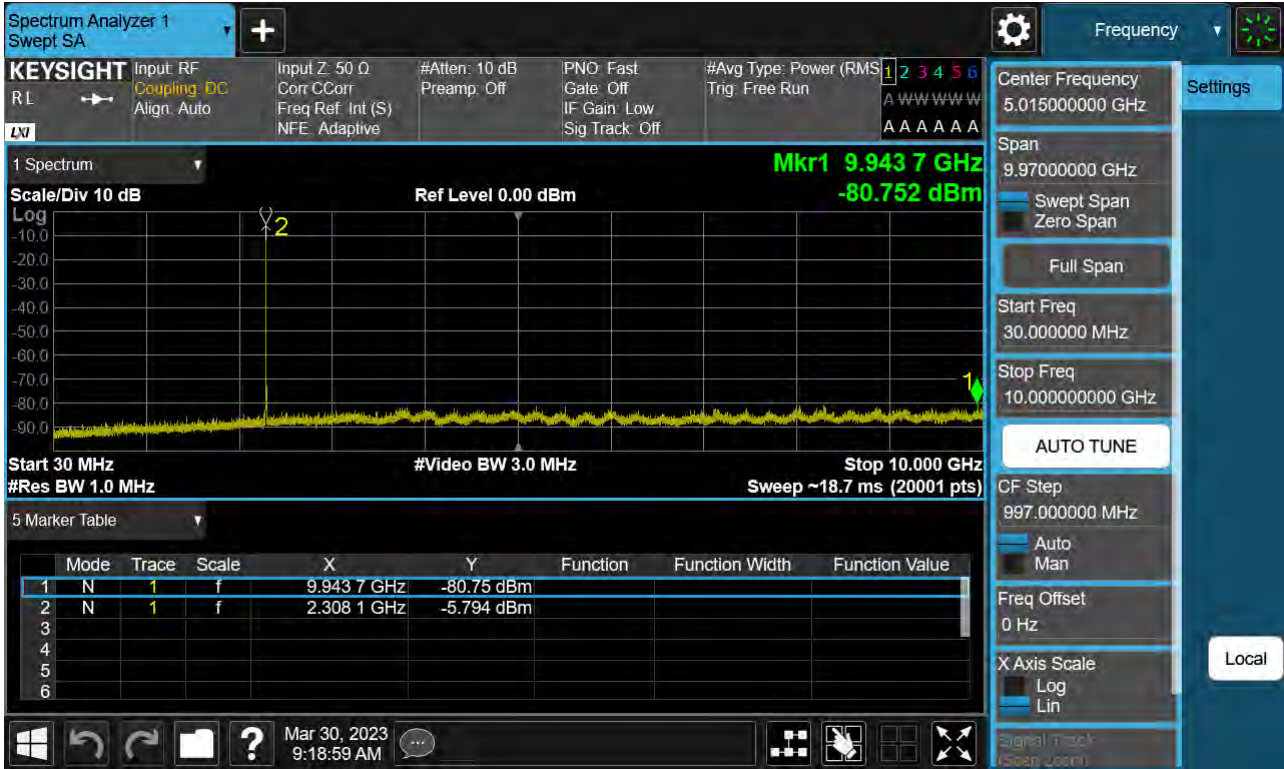 Spectrum Analyzer 1
Swept SA
Frequency
KEYSIGHT
RL
LXI
Input: RF
Coupling: DC
Align: Auto
Input Z: 50 Ω
Corr CCorr
Freq Ref: Int (S)
NFE: Adaptive
#Atten: 10 dB
Preamp: Off
PNO: Fast
Gate: Off
IF Gain: Low
Sig Track: Off
#Avg Type: Power (RMS
Trig: Free Run
1 2 3 4 5 6
A W W W W W
A A A A A A
1 Spectrum
Scale/Div 10 dB
Ref Level 0.00 dBm
Mkr1 9.943 7 GHz
-80.752 dBm
Log
-10.0
-20.0
-30.0
-40.0
-50.0
-60.0
-70.0
-80.0
-90.0
2
1
Start 30 MHz
#Video BW 3.0 MHz
Stop 10.000 GHz
#Res BW 1.0 MHz
Sweep ~18.7 ms (20001 pts)
5 Marker Table
Mode Trace Scale X Y Function Function Width Function Value
1 N 1 f 9.943 7 GHz -80.75 dBm
2 N 1 f 2.308 1 GHz -5.794 dBm
3
4
5
6
Mar 30, 2023
9:18:59 AM
?
Center Frequency
5.015000000 GHz
Span
9.97000000 GHz
Swept Span
Zero Span
Full Span
Start Freq
30.000000 MHz
Stop Freq
10.000000000 GHz
AUTO TUNE
CF Step
997.000000 MHz
Auto
Man
Freq Offset
0 Hz
X Axis Scale
Log
Lin
Signal Track
(Span Zoom)
Settings
Local